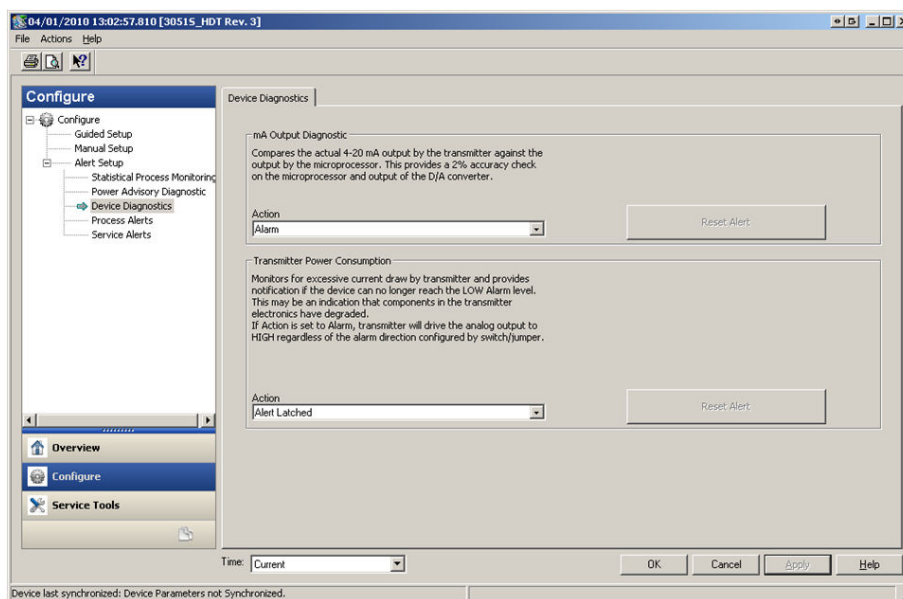 04/01/2010 13:02:57.810 [3051S_HDT Rev. 3]
File Actions Help
Configure
Configure
Guided Setup
Manual Setup
Alert Setup
Statistical Process Monitoring
Power Advisory Diagnostic
Device Diagnostics
Process Alerts
Service Alerts
Overview
Configure
Service Tools
Device Diagnostics
mA Output Diagnostic
Compares the actual 4-20 mA output by the transmitter against the
output by the microprocessor. This provides a 2% accuracy check
on the microprocessor and output of the D/A converter.
Action
Alarm
Reset Alert
Transmitter Power Consumption
Monitors for excessive current draw by transmitter and provides
notification if the device can no longer reach the LOW Alarm level.
This may be an indication that components in the transmitter
electronics have degraded.
If Action is set to Alarm, transmitter will drive the analog output to
HIGH regardless of the alarm direction configured by switch/jumper.
Action
Alert Latched
Reset Alert
Time: Current
OK Cancel Apply Help
Device last synchronized: Device Parameters not Synchronized.